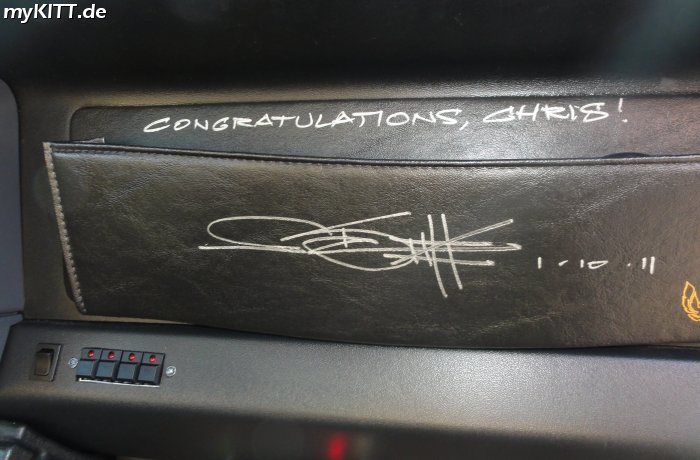 myKITT.de
CONGRATULATIONS, CHRIS!
1-10.11